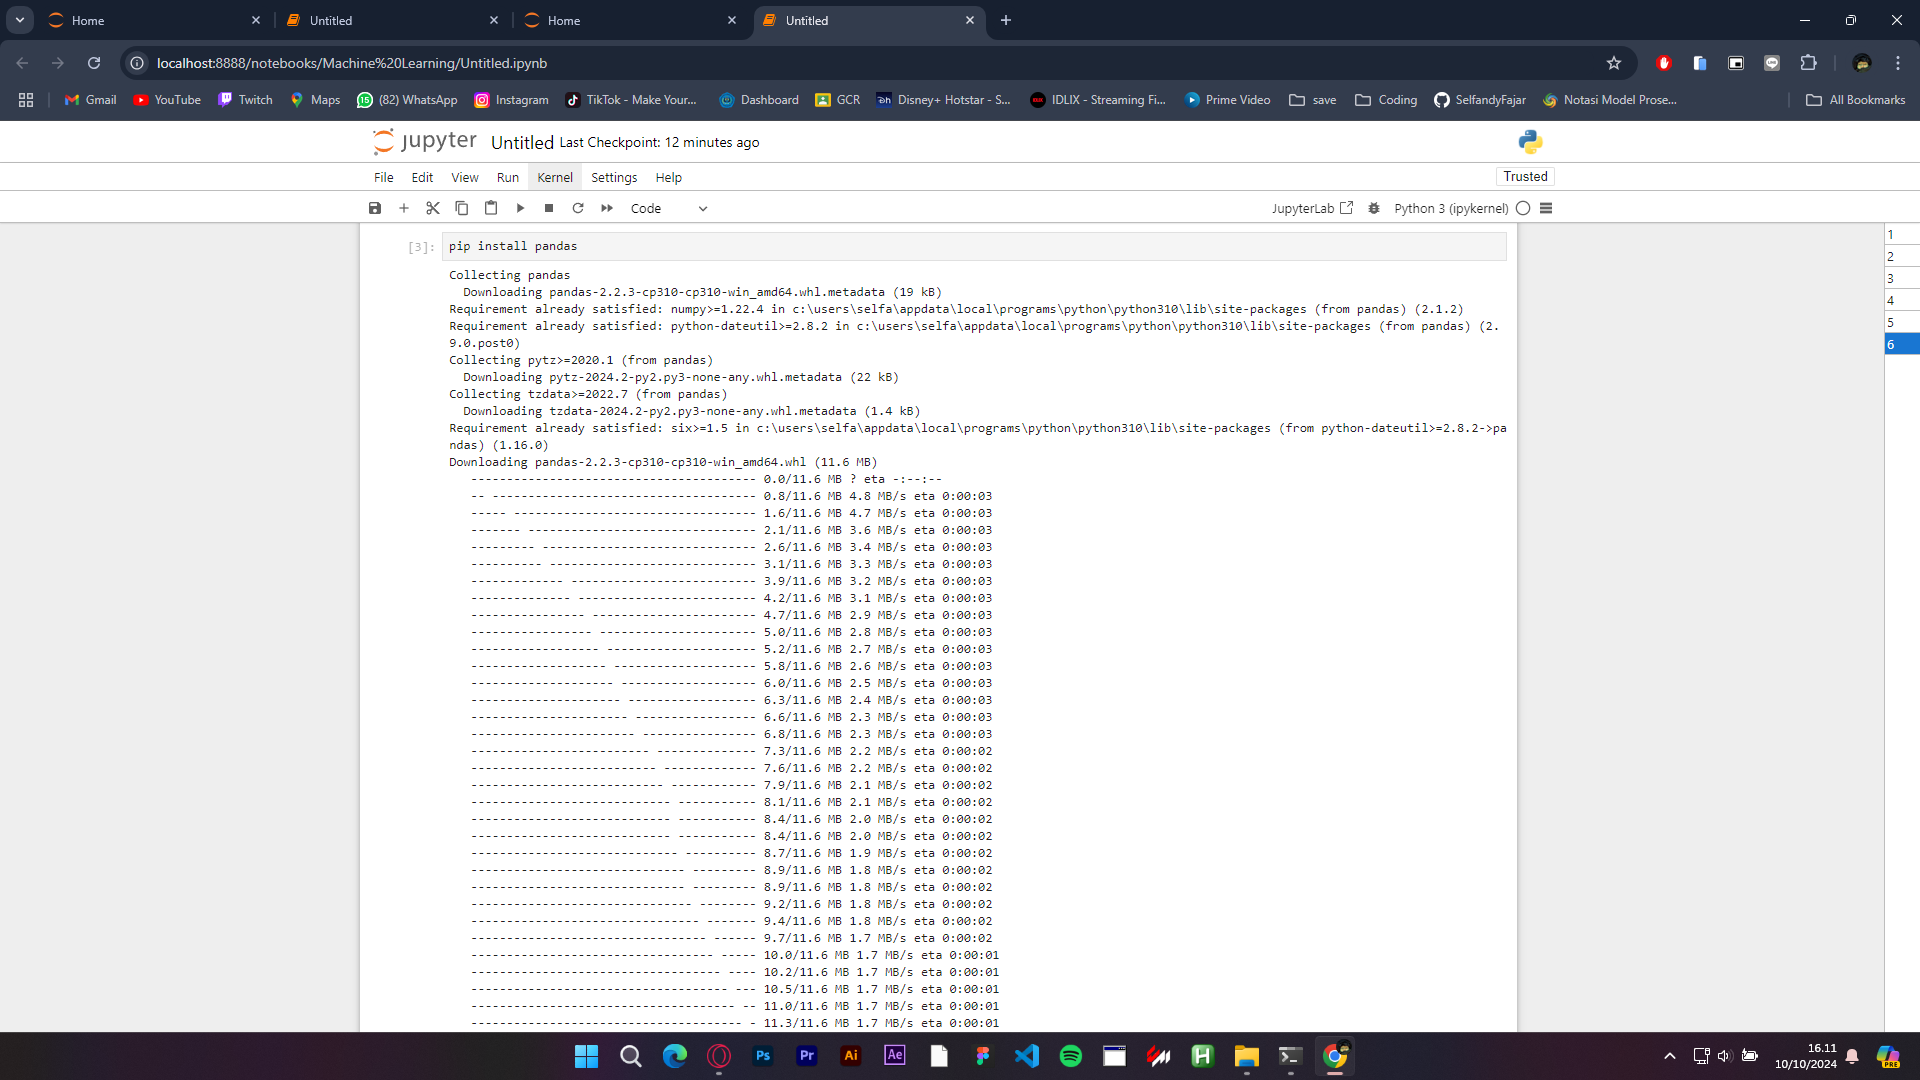 Home
Untitled
Home
Untitled
localhost:8888/notebooks/Machine%20Learning/Untitled.ipynb
Gmail YouTube Twitch Maps (82) WhatsApp Instagram TikTok - Make Your... Dashboard GCR Disney+ Hotstar - S... IDLIX - Streaming Fi... Prime Video save Coding SelfandyFajar Notasi Model Prose... All Bookmarks
jupyter Untitled Last Checkpoint: 12 minutes ago
File Edit View Run Kernel Settings Help Trusted
Code JupyterLab Python 3 (ipykernel)
[3]: pip install pandas
Collecting pandas
Downloading pandas-2.2.3-cp310-cp310-win_amd64.whl.metadata (19 kB)
Requirement already satisfied: numpy>=1.22.4 in c:\users\selfa\appdata\local\programs\python\python310\lib\site-packages (from pandas) (2.1.2)
Requirement already satisfied: python-dateutil>=2.8.2 in c:\users\selfa\appdata\local\programs\python\python310\lib\site-packages (from pandas) (2.
9.0.post0)
Collecting pytz>=2020.1 (from pandas)
Downloading pytz-2024.2-py2.py3-none-any.whl.metadata (22 kB)
Collecting tzdata>=2022.7 (from pandas)
Downloading tzdata-2024.2-py2.py3-none-any.whl.metadata (1.4 kB)
Requirement already satisfied: six>=1.5 in c:\users\selfa\appdata\local\programs\python\python310\lib\site-packages (from python-dateutil>=2.8.2->pa
ndas) (1.16.0)
Downloading pandas-2.2.3-cp310-cp310-win_amd64.whl (11.6 MB)
---------------------------------------- 0.0/11.6 MB ? eta -:--:--
-- ------------------------------------- 0.8/11.6 MB 4.8 MB/s eta 0:00:03
----- ---------------------------------- 1.6/11.6 MB 4.7 MB/s eta 0:00:03
------- -------------------------------- 2.1/11.6 MB 3.6 MB/s eta 0:00:03
--------- ------------------------------ 2.6/11.6 MB 3.4 MB/s eta 0:00:03
---------- ----------------------------- 3.1/11.6 MB 3.3 MB/s eta 0:00:03
------------- -------------------------- 3.9/11.6 MB 3.2 MB/s eta 0:00:03
-------------- ------------------------- 4.2/11.6 MB 3.1 MB/s eta 0:00:03
---------------- ----------------------- 4.7/11.6 MB 2.9 MB/s eta 0:00:03
----------------- ---------------------- 5.0/11.6 MB 2.8 MB/s eta 0:00:03
------------------ --------------------- 5.2/11.6 MB 2.7 MB/s eta 0:00:03
------------------- -------------------- 5.8/11.6 MB 2.6 MB/s eta 0:00:03
-------------------- ------------------- 6.0/11.6 MB 2.5 MB/s eta 0:00:03
--------------------- ------------------ 6.3/11.6 MB 2.4 MB/s eta 0:00:03
---------------------- ----------------- 6.6/11.6 MB 2.3 MB/s eta 0:00:03
----------------------- ---------------- 6.8/11.6 MB 2.3 MB/s eta 0:00:03
------------------------- -------------- 7.3/11.6 MB 2.2 MB/s eta 0:00:02
-------------------------- ------------- 7.6/11.6 MB 2.2 MB/s eta 0:00:02
--------------------------- ------------ 7.9/11.6 MB 2.1 MB/s eta 0:00:02
---------------------------- ----------- 8.1/11.6 MB 2.1 MB/s eta 0:00:02
---------------------------- ----------- 8.4/11.6 MB 2.0 MB/s eta 0:00:02
---------------------------- ----------- 8.4/11.6 MB 2.0 MB/s eta 0:00:02
----------------------------- ---------- 8.7/11.6 MB 1.9 MB/s eta 0:00:02
------------------------------ --------- 8.9/11.6 MB 1.8 MB/s eta 0:00:02
------------------------------ --------- 8.9/11.6 MB 1.8 MB/s eta 0:00:02
------------------------------- -------- 9.2/11.6 MB 1.8 MB/s eta 0:00:02
-------------------------------- ------- 9.4/11.6 MB 1.8 MB/s eta 0:00:02
--------------------------------- ------ 9.7/11.6 MB 1.7 MB/s eta 0:00:02
---------------------------------- ----- 10.0/11.6 MB 1.7 MB/s eta 0:00:01
----------------------------------- ---- 10.2/11.6 MB 1.7 MB/s eta 0:00:01
------------------------------------ --- 10.5/11.6 MB 1.7 MB/s eta 0:00:01
------------------------------------- -- 11.0/11.6 MB 1.7 MB/s eta 0:00:01
-------------------------------------- - 11.3/11.6 MB 1.7 MB/s eta 0:00:01
1
2
3
4
5
6
Ps Pr Ai Ae H
16.11
10/10/2024
PRE